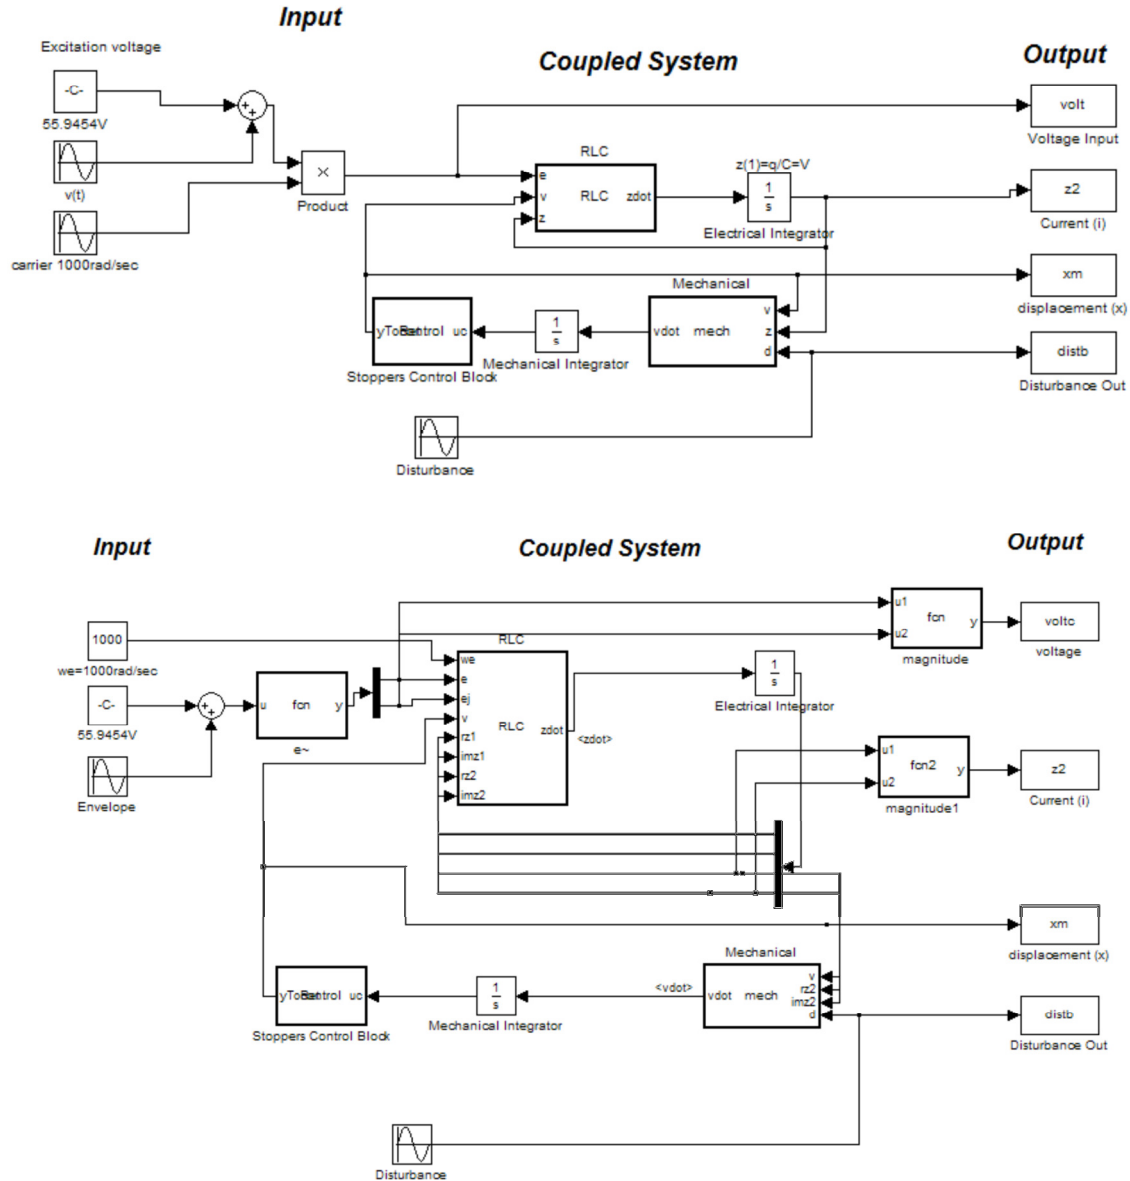 Input
Excitation voltage
Coupled System
Output
-C-
55.9454V
+
+
volt
Voltage Input
v(t)
×
Product
carrier 1000rad/sec
RLC
e
v
z
RLC
zdot
z(1)=q/C=V
1
s
Electrical Integrator
z2
Current (i)
xm
displacement (x)
Mechanical
v
z
d
vdot
mech
1
s
Mechanical Integrator
uc
Stoppers Control Block
distb
Disturbance Out
Disturbance
Input
Coupled System
Output
1000
we=1000rad/sec
-C-
55.9454V
+
+
Envelope
u
fcn
y
e~
RLC
we
e
ej
v
rz1
imz1
rz2
imz2
RLC
zdot
<zdot>
1
s
Electrical Integrator
u1
u2
fcn
y
magnitude
voltc
voltage
u1
u2
fcn2
y
magnitude1
z2
Current (i)
xm
displacement (x)
Mechanical
v
rz2
imz2
d
vdot
mech
<vdot>
1
s
Mechanical Integrator
uc
Stoppers Control Block
distb
Disturbance Out
Disturbance